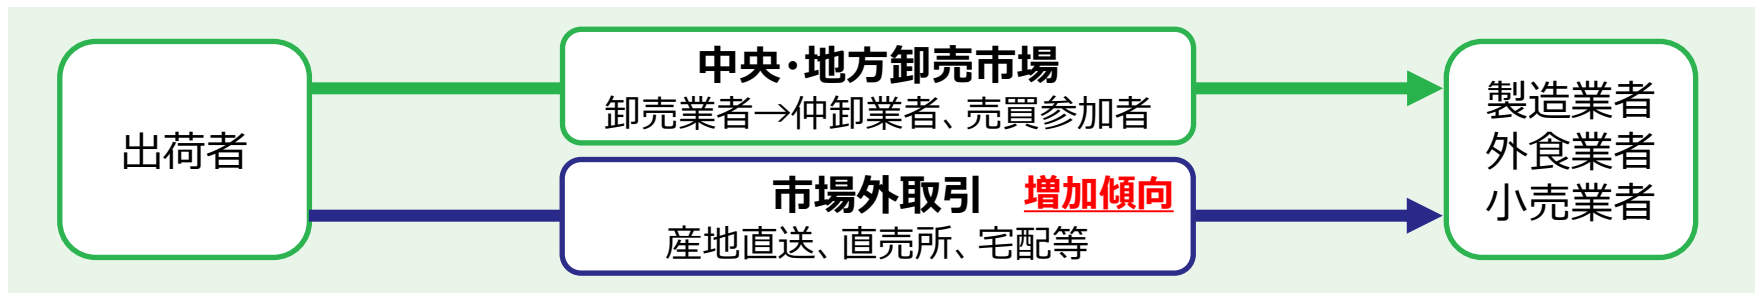 出荷者
中央・地方卸売市場
卸売業者→仲卸業者、売買参加者
市場外取引 増加傾向
産地直送、直売所、宅配等
製造業者
外食業者
小売業者